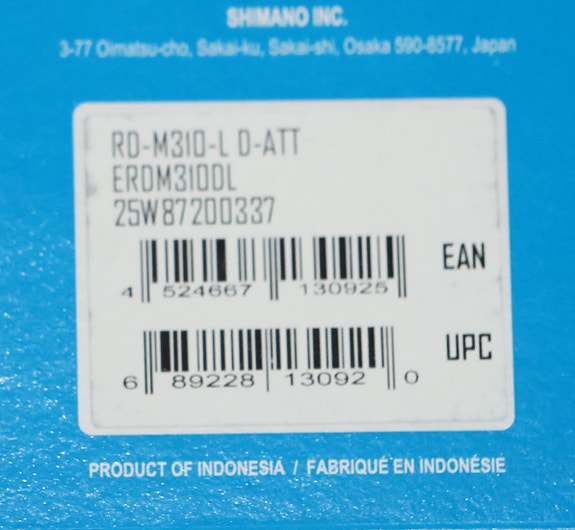 SHIMANO INC.
3-77 Oimatsu-cho, Sakai-ku, Sakai-shi, Osaka 590-8577, Japan
RD-M310-L D-ATT
ERDM310DL
25W87200337
EAN
4 524667 130925
UPC
6 89228 13092 0
PRODUCT OF INDONESIA / FABRIQUÉ EN INDONÉSIE